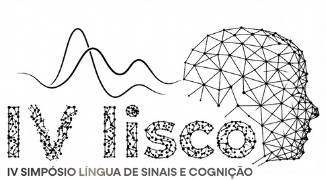 IV lisco
IV SIMPÓSIO LÍNGUA DE SINAIS E COGNIÇÃO